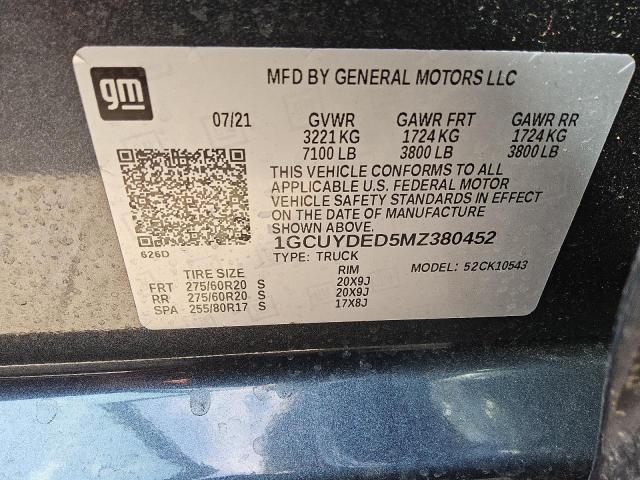 gm
MFD BY GENERAL MOTORS LLC
07/21 GVWR GAWR FRT GAWR RR
3221 KG 1724 KG 1724 KG
7100 LB 3800 LB 3800 LB
THIS VEHICLE CONFORMS TO ALL
APPLICABLE U.S. FEDERAL MOTOR
VEHICLE SAFETY STANDARDS IN EFFECT
ON THE DATE OF MANUFACTURE
SHOWN ABOVE.
1GCUYDED5MZ380452
626D
TYPE: TRUCK MODEL: 52CK10543
TIRE SIZE RIM
FRT 275/60R20 S 20X9J
RR 275/60R20 S 20X9J
SPA 255/80R17 S 17X8J